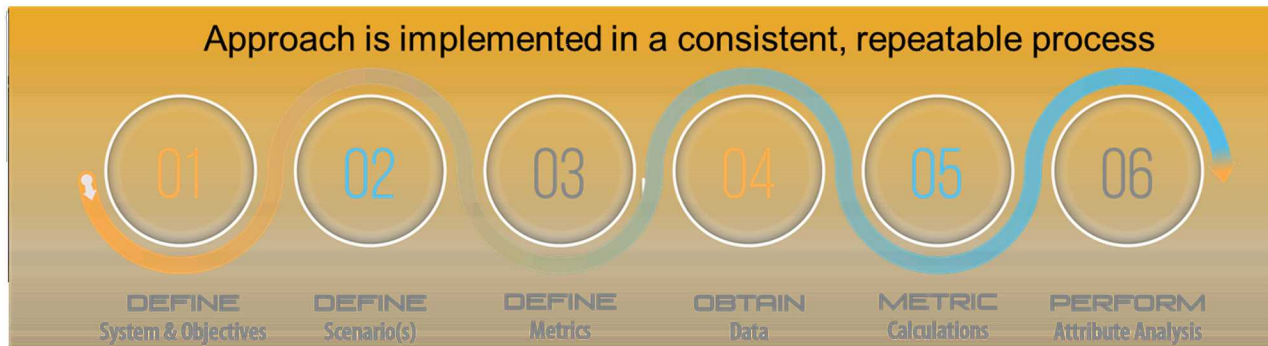 Approach is implemented in a consistent, repeatable process
01 02 03 04 05 06
DEFINE DEFINE DEFINE OBTAIN METRIC PERFORM
System & Objectives Scenario(s) Metrics Data Calculations Attribute Analysis